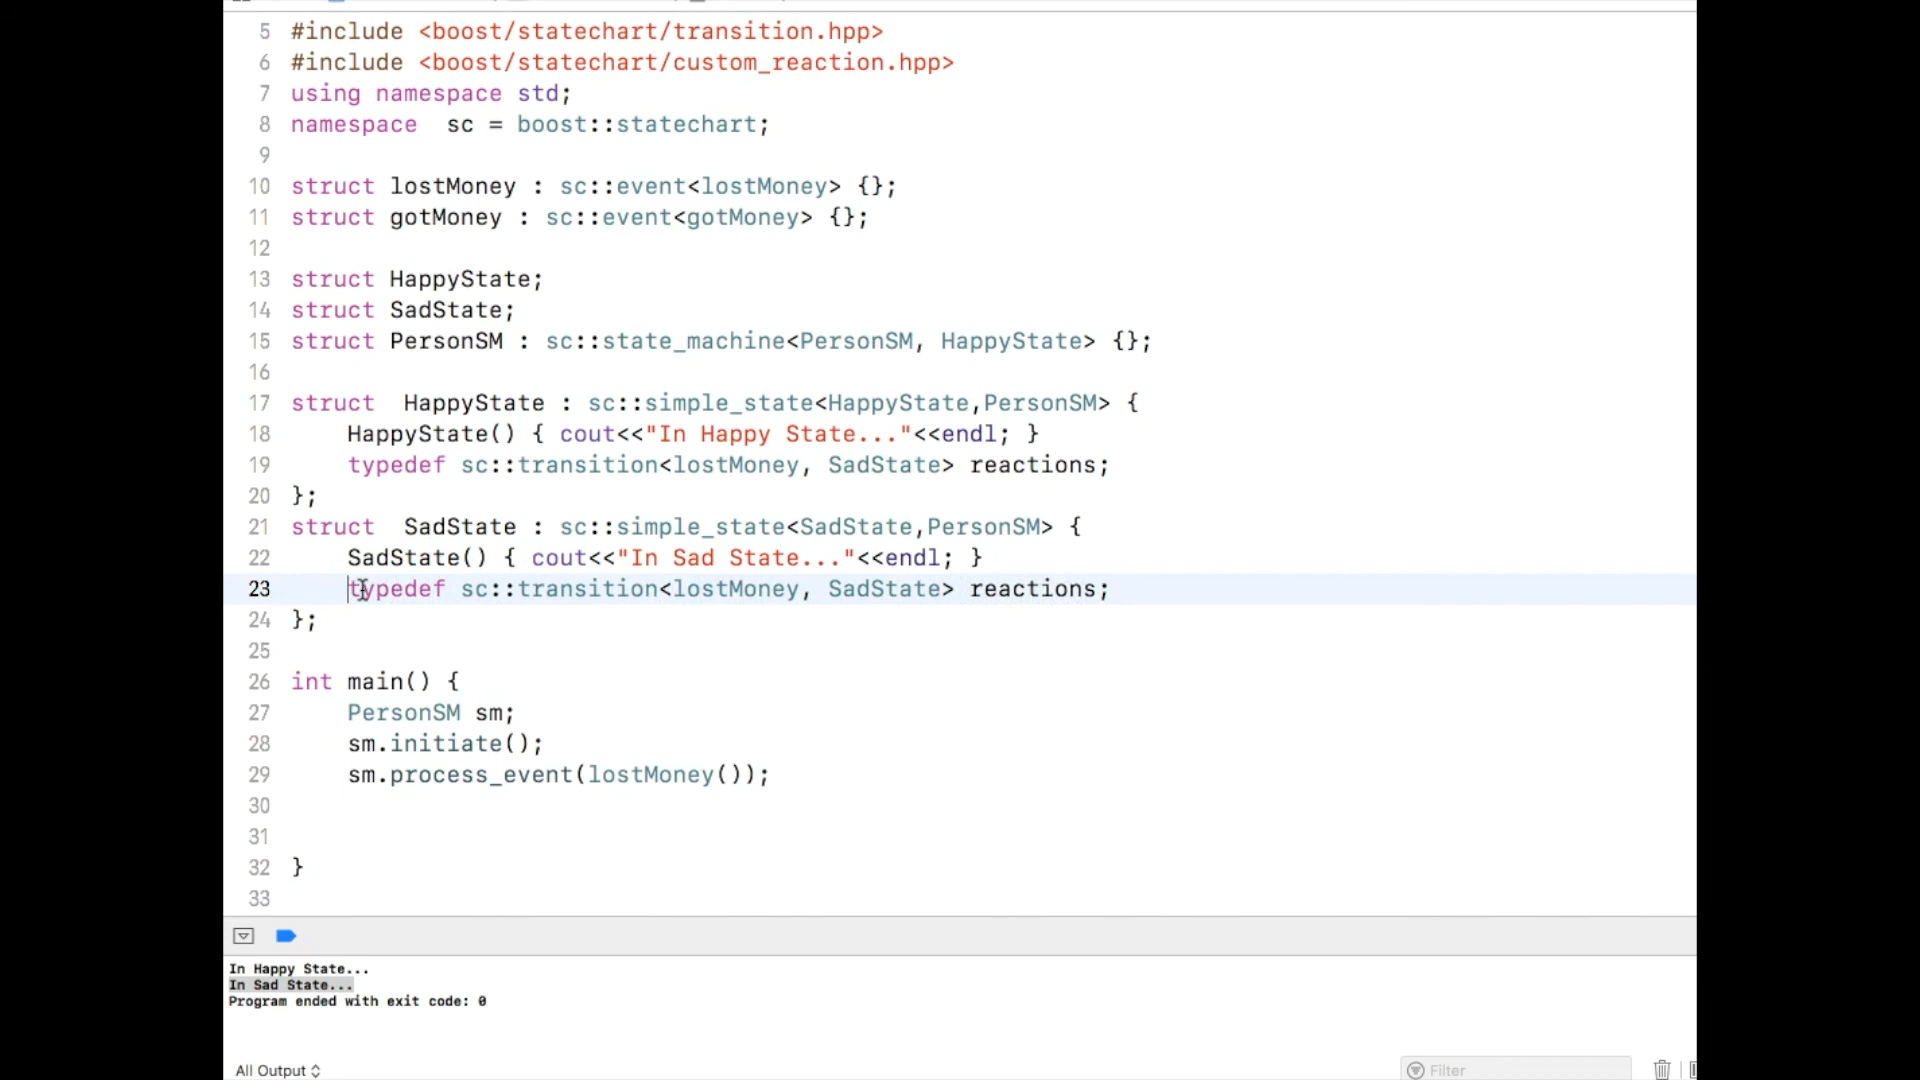 5 #include <boost/statechart/transition.hpp>
6 #include <boost/statechart/custom_reaction.hpp>
7 using namespace std;
8 namespace  sc = boost::statechart;
9
10 struct lostMoney : sc::event<lostMoney> {};
11 struct gotMoney : sc::event<gotMoney> {};
12
13 struct HappyState;
14 struct SadState;
15 struct PersonSM : sc::state_machine<PersonSM, HappyState> {};
16
17 struct  HappyState : sc::simple_state<HappyState,PersonSM> {
18     HappyState() { cout<<"In Happy State..."<<endl; }
19     typedef sc::transition<lostMoney, SadState> reactions;
20 };
21 struct  SadState : sc::simple_state<SadState,PersonSM> {
22     SadState() { cout<<"In Sad State..."<<endl; }
23     typedef sc::transition<lostMoney, SadState> reactions;
24 };
25
26 int main() {
27     PersonSM sm;
28     sm.initiate();
29     sm.process_event(lostMoney());
30
31
32 }
33
In Happy State...
In Sad State...
Program ended with exit code: 0
All Output
Filter